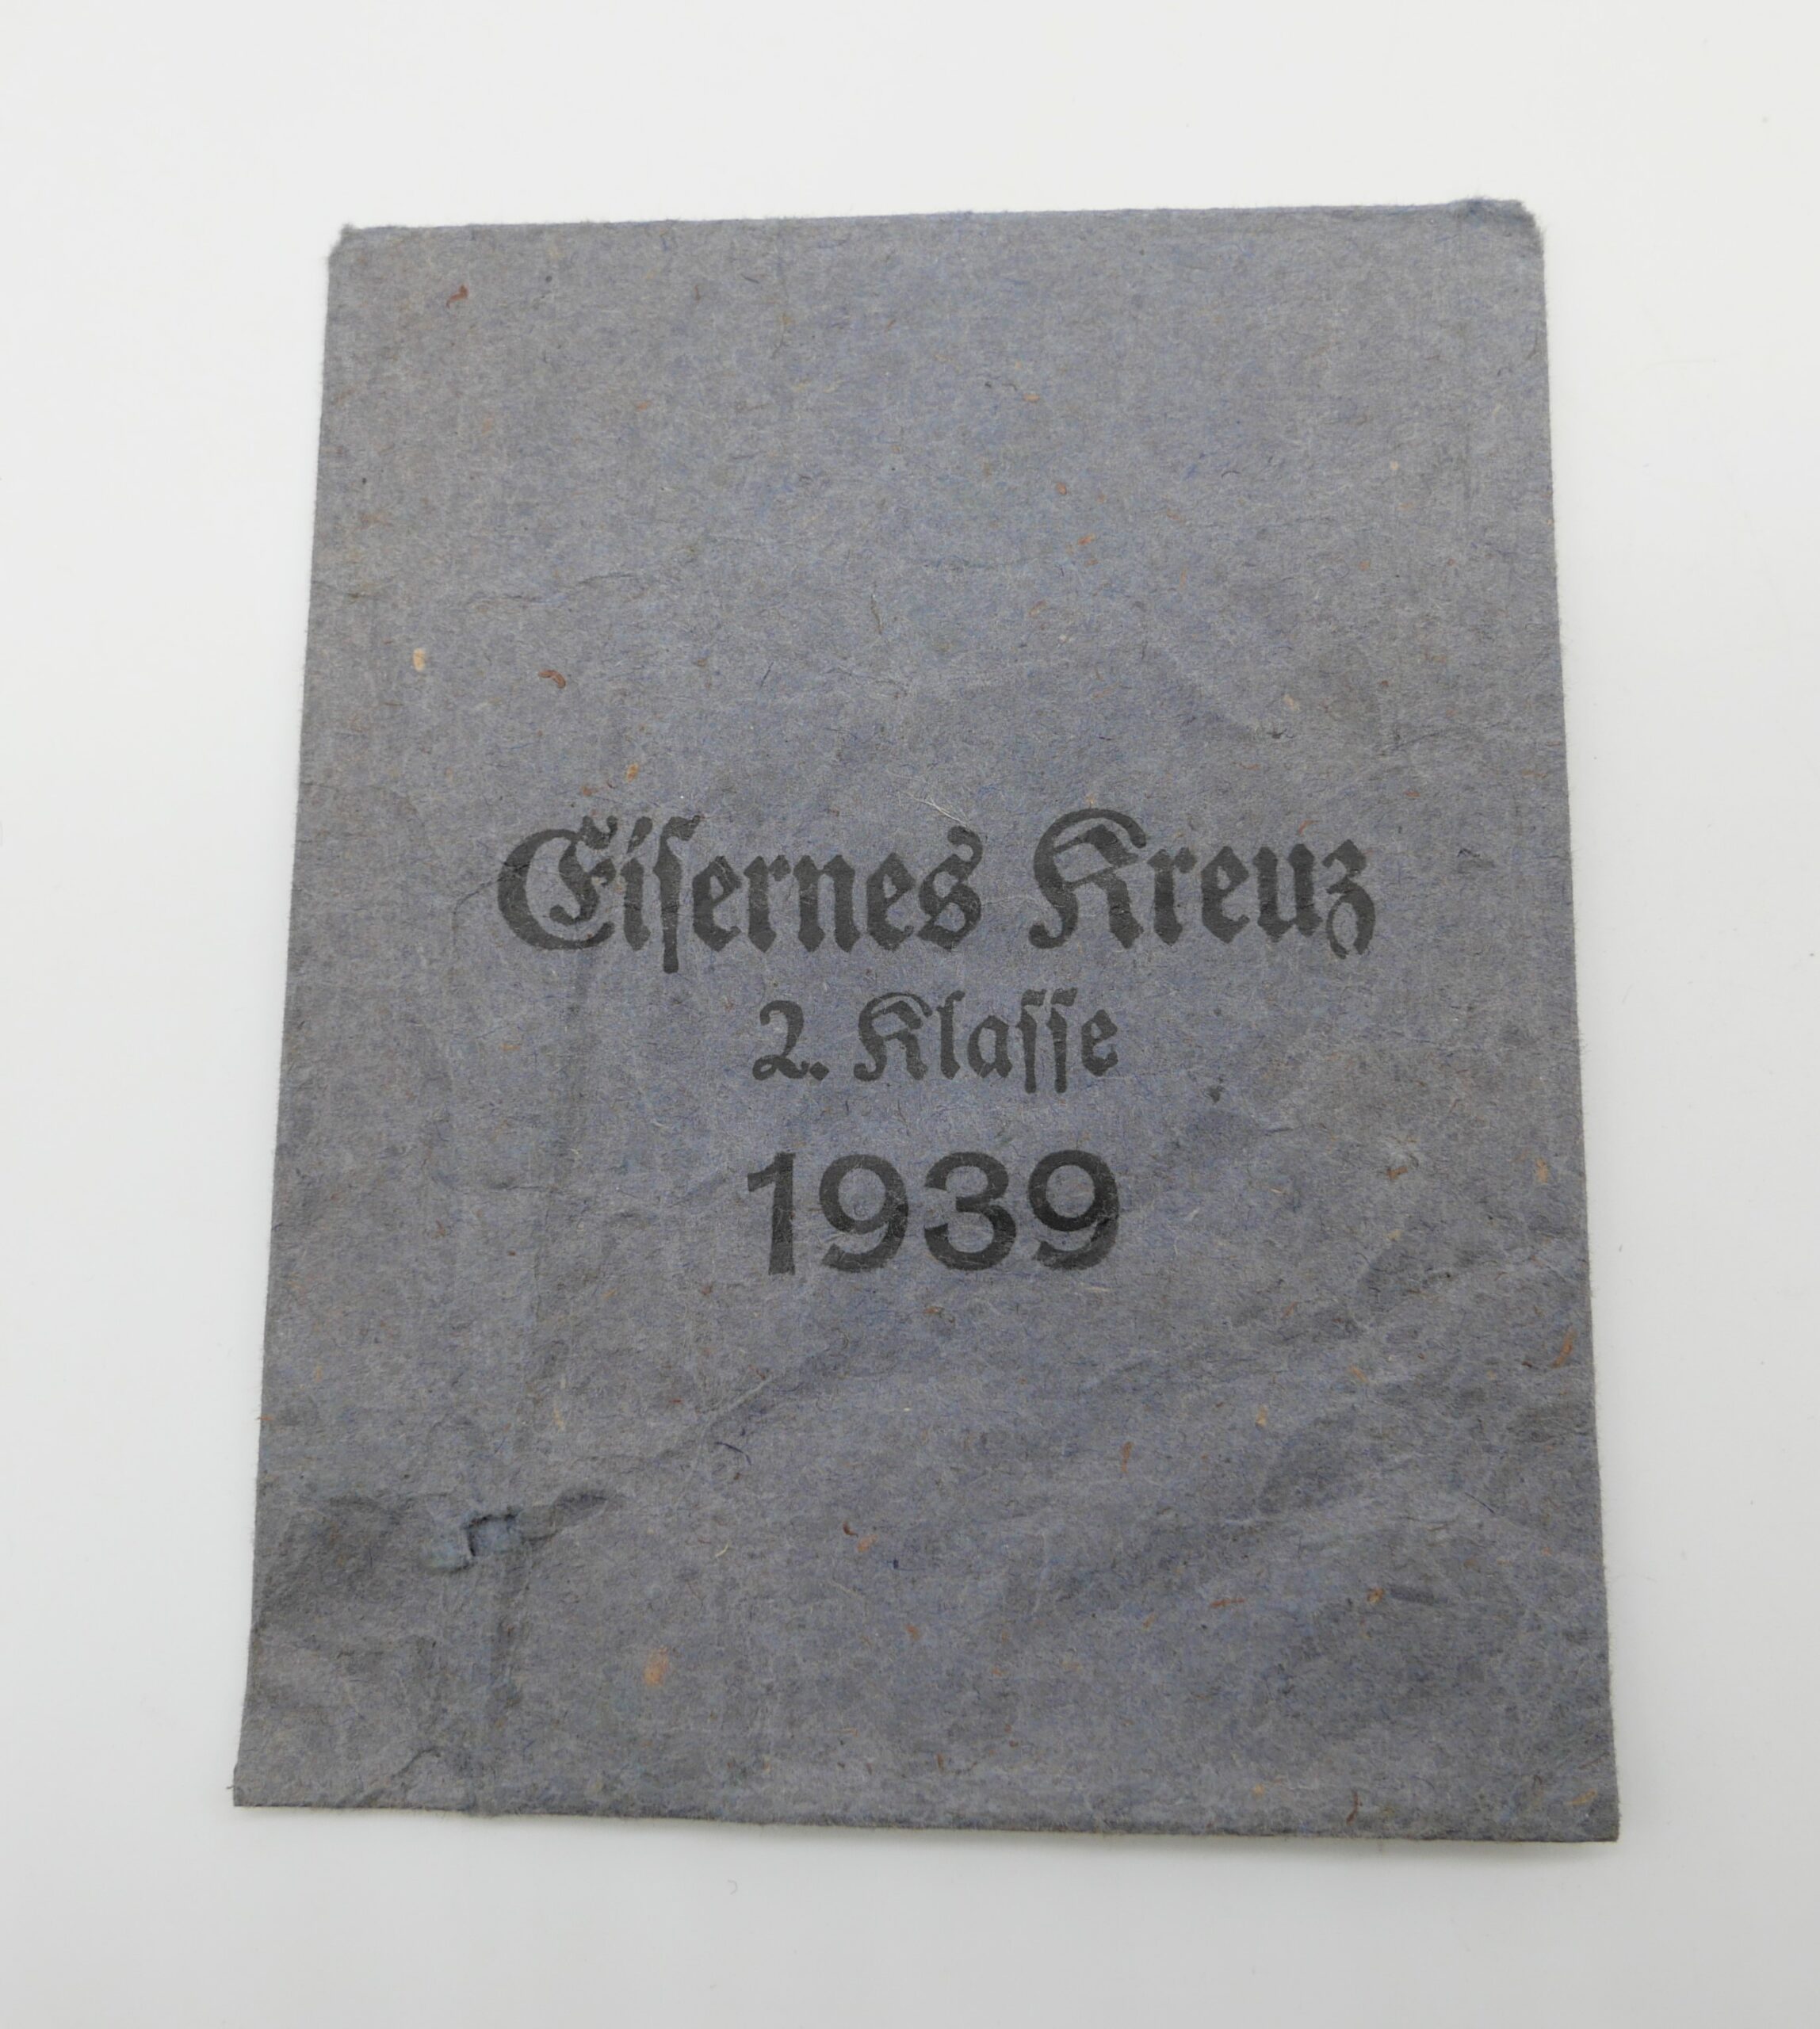 Eiſernes Kreuz
2. Klaſſe
1939